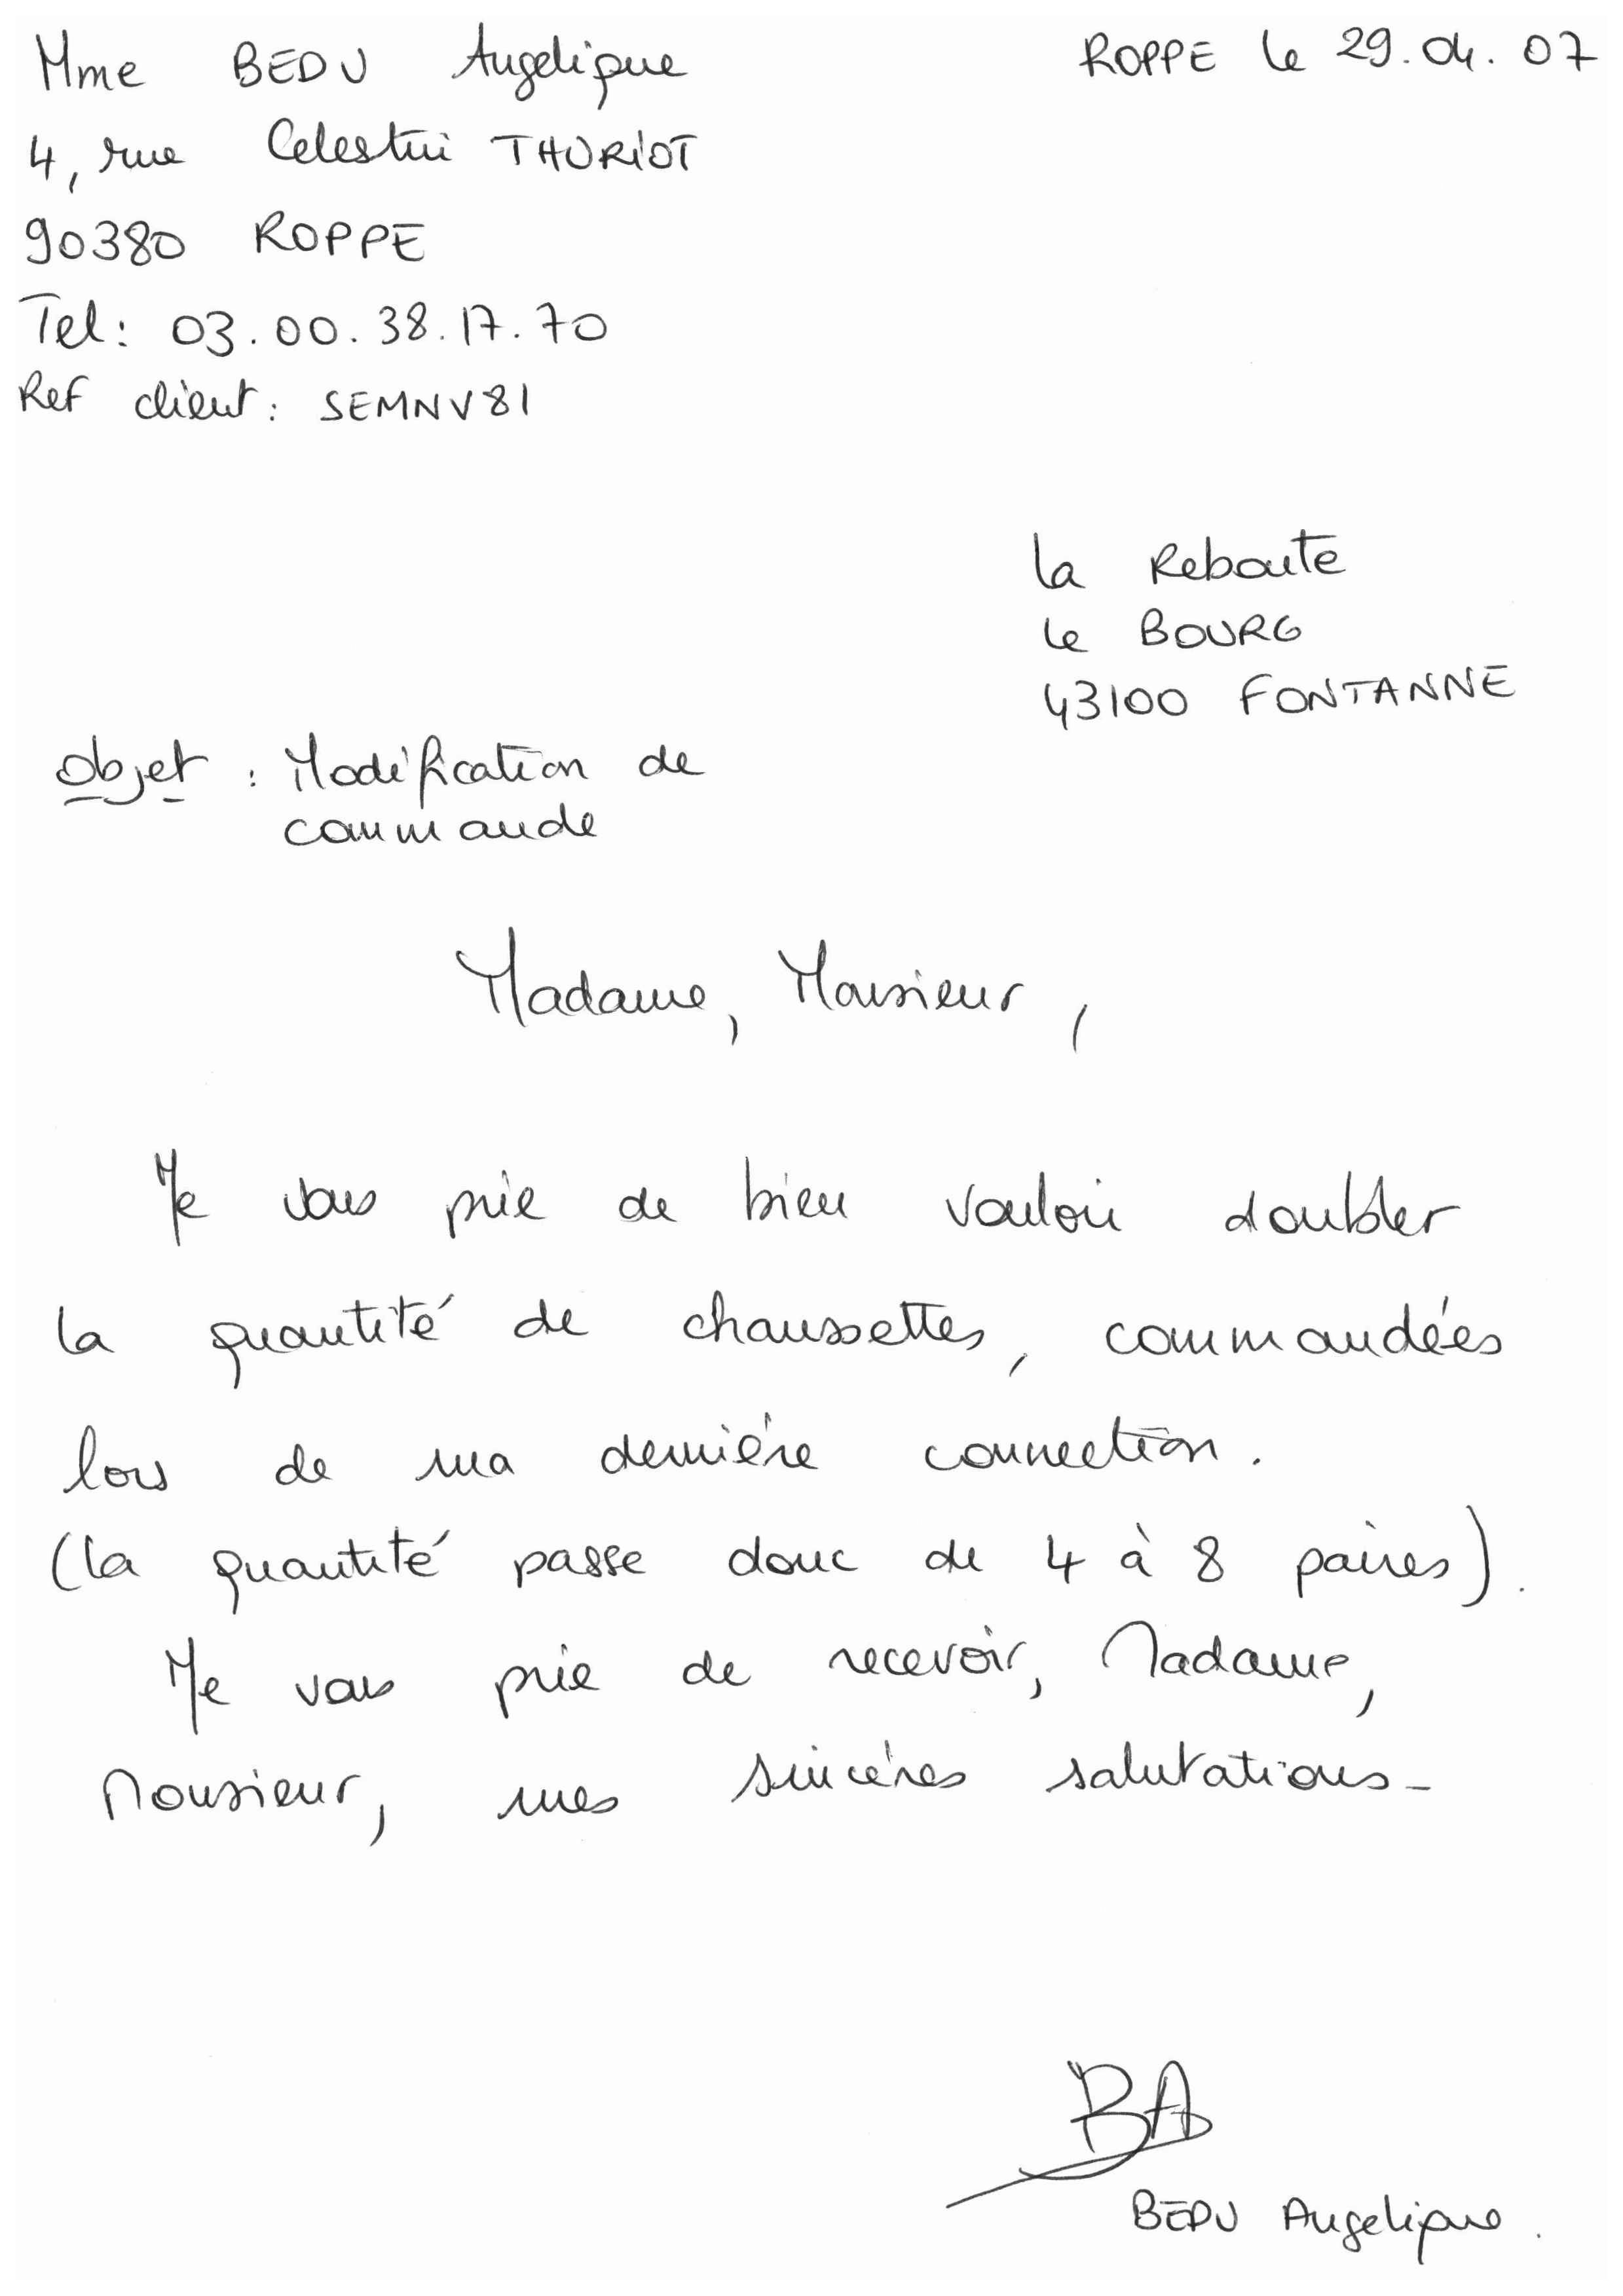 Mme BEDU Angelique
ROPPE le 29.04.07
4, rue Celestin THURIOT
90380 ROPPE
Tel: 03.00.38.17.70
Ref client: SEMNV81
la Reboute
le BOURG
43100 FONTANNE
Objet : Modification de
commande
Madame, Monsieur,
Je vous prie de bien vouloir doubler
la quantité de chaussettes, commandées
lors de ma dernière connection.
(la quantité passe donc de 4 à 8 paires).
Je vous prie de recevoir, Madame,
Monsieur, mes sincères salutations-
BA
BEDU Angelique.